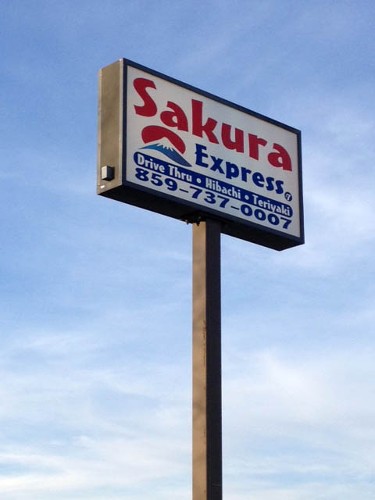 Sakura
Express
Drive Thru • Hibachi • Teriyaki
859-737-0007